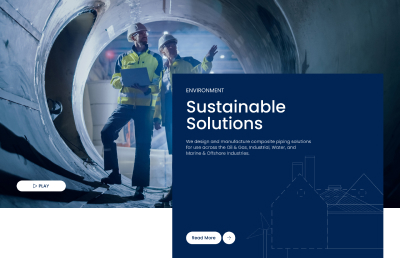 ENVIRONMENT
Sustainable
Solutions
We design and manufacture composite piping solutions
for use across the Oil & Gas, Industrial, Water, and
Marine & Offshore industries.
PLAY
Read More